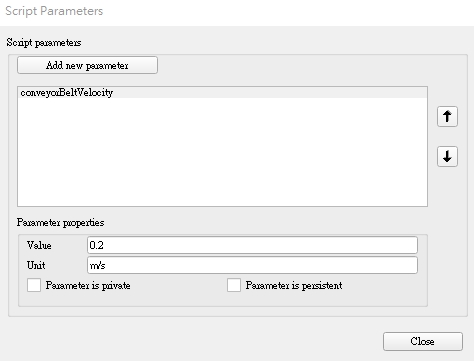 Script Parameters
Script parameters
Add new parameter
conveyorBeltVelocity
Parameter properties
Value 0.2
Unit m/s
Parameter is private Parameter is persistent
Close